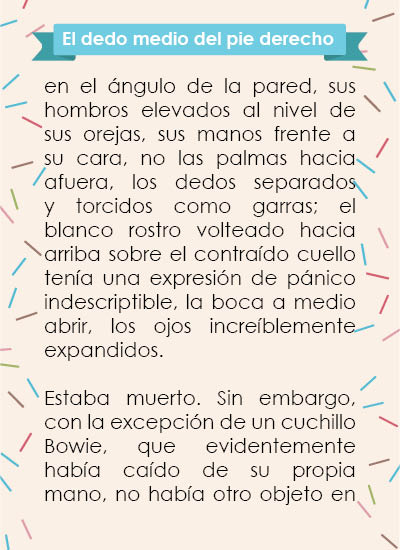 El dedo medio del pie derecho
en el ángulo de la pared, sus
hombros elevados al nivel de
sus orejas, sus manos frente a
su cara, no las palmas hacia
afuera, los dedos separados
y torcidos como garras; el
blanco rostro volteado hacia
arriba sobre el contraído cuello
tenía una expresión de pánico
indescriptible, la boca a medio
abrir, los ojos increíblemente
expandidos.
Estaba muerto. Sin embargo,
con la excepción de un cuchillo
Bowie, que evidentemente
había caído de su propia
mano, no había otro objeto en